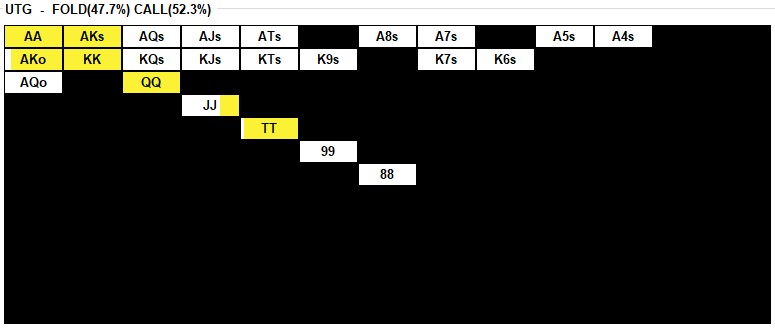 UTG - FOLD(47.7%) CALL(52.3%)
AA AKs AQs AJs ATs A8s A7s A5s A4s
AKo KK KQs KJs KTs K9s K7s K6s
AQo QQ
JJ
TT
99
88